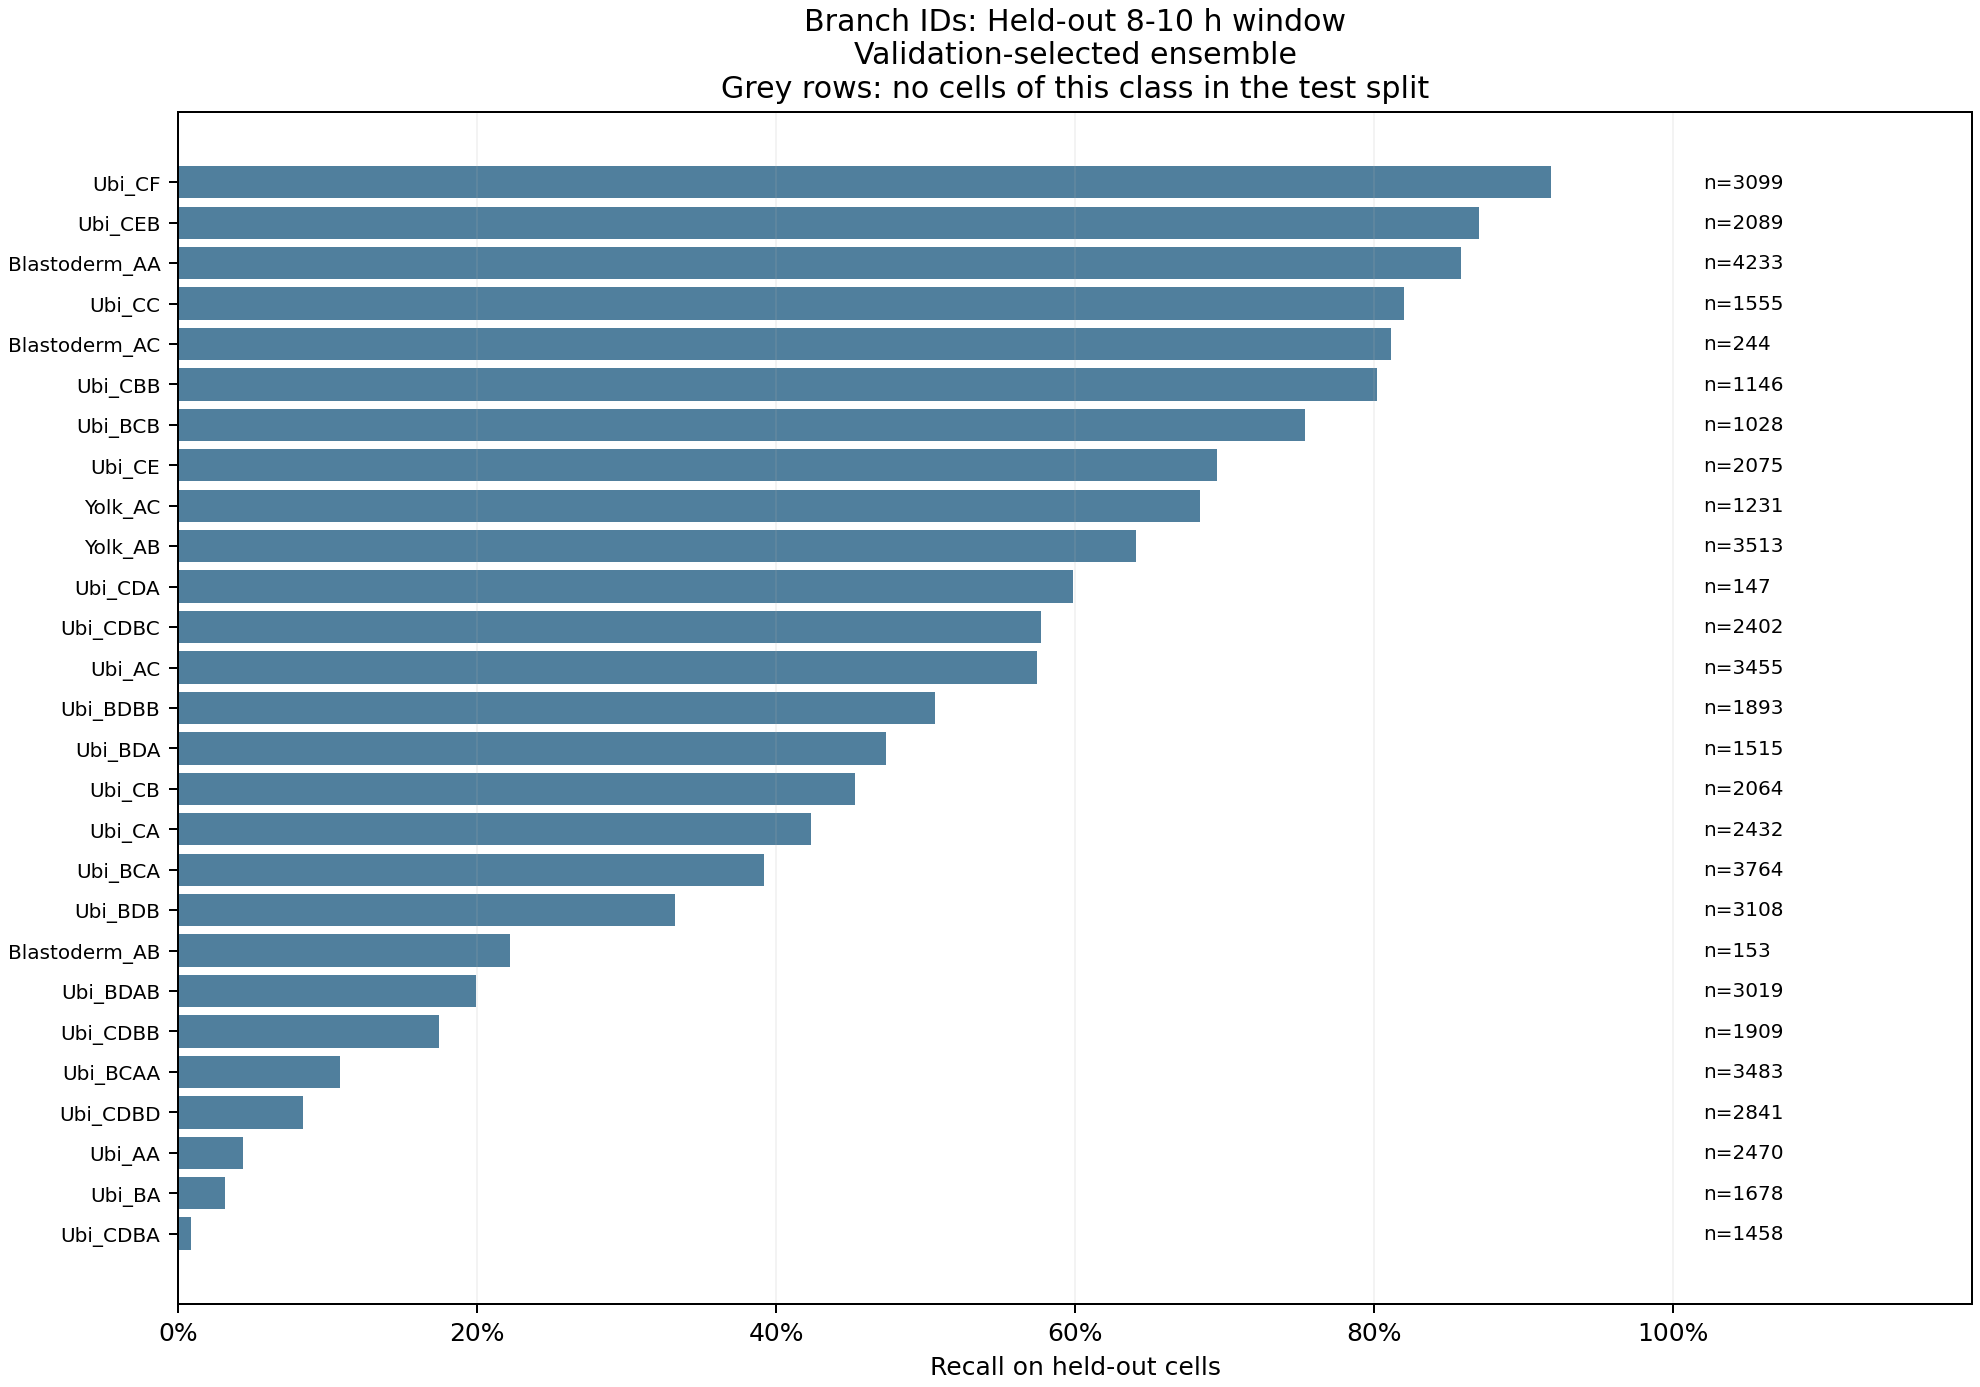 Branch IDs: Held-out 8-10 h window
Validation-selected ensemble
Grey rows: no cells of this class in the test split
Ubi_CF n=3099
Ubi_CEB n=2089
Blastoderm_AA n=4233
Ubi_CC n=1555
Blastoderm_AC n=244
Ubi_CBB n=1146
Ubi_BCB n=1028
Ubi_CE n=2075
Yolk_AC n=1231
Yolk_AB n=3513
Ubi_CDA n=147
Ubi_CDBC n=2402
Ubi_AC n=3455
Ubi_BDBB n=1893
Ubi_BDA n=1515
Ubi_CB n=2064
Ubi_CA n=2432
Ubi_BCA n=3764
Ubi_BDB n=3108
Blastoderm_AB n=153
Ubi_BDAB n=3019
Ubi_CDBB n=1909
Ubi_BCAA n=3483
Ubi_CDBD n=2841
Ubi_AA n=2470
Ubi_BA n=1678
Ubi_CDBA n=1458
0% 20% 40% 60% 80% 100%
Recall on held-out cells